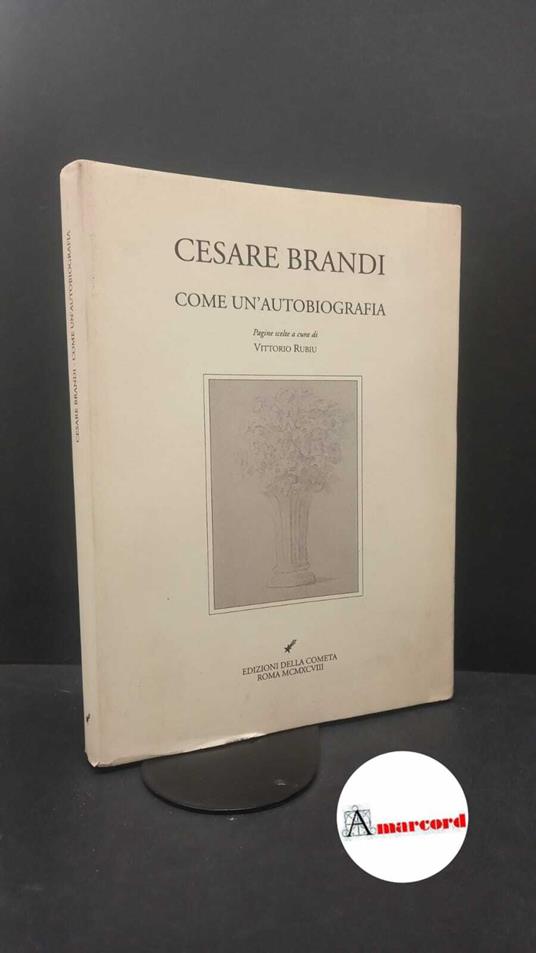 CESARE BRANDI
COME UN'AUTOBIOGRAFIA
Pagine scelte a cura di
VITTORIO RUBIU
EDIZIONI DELLA COMETA
ROMA MCMXCVIII
CESARE BRANDI - COME UN'AUTOBIOGRAFIA
Amarcord